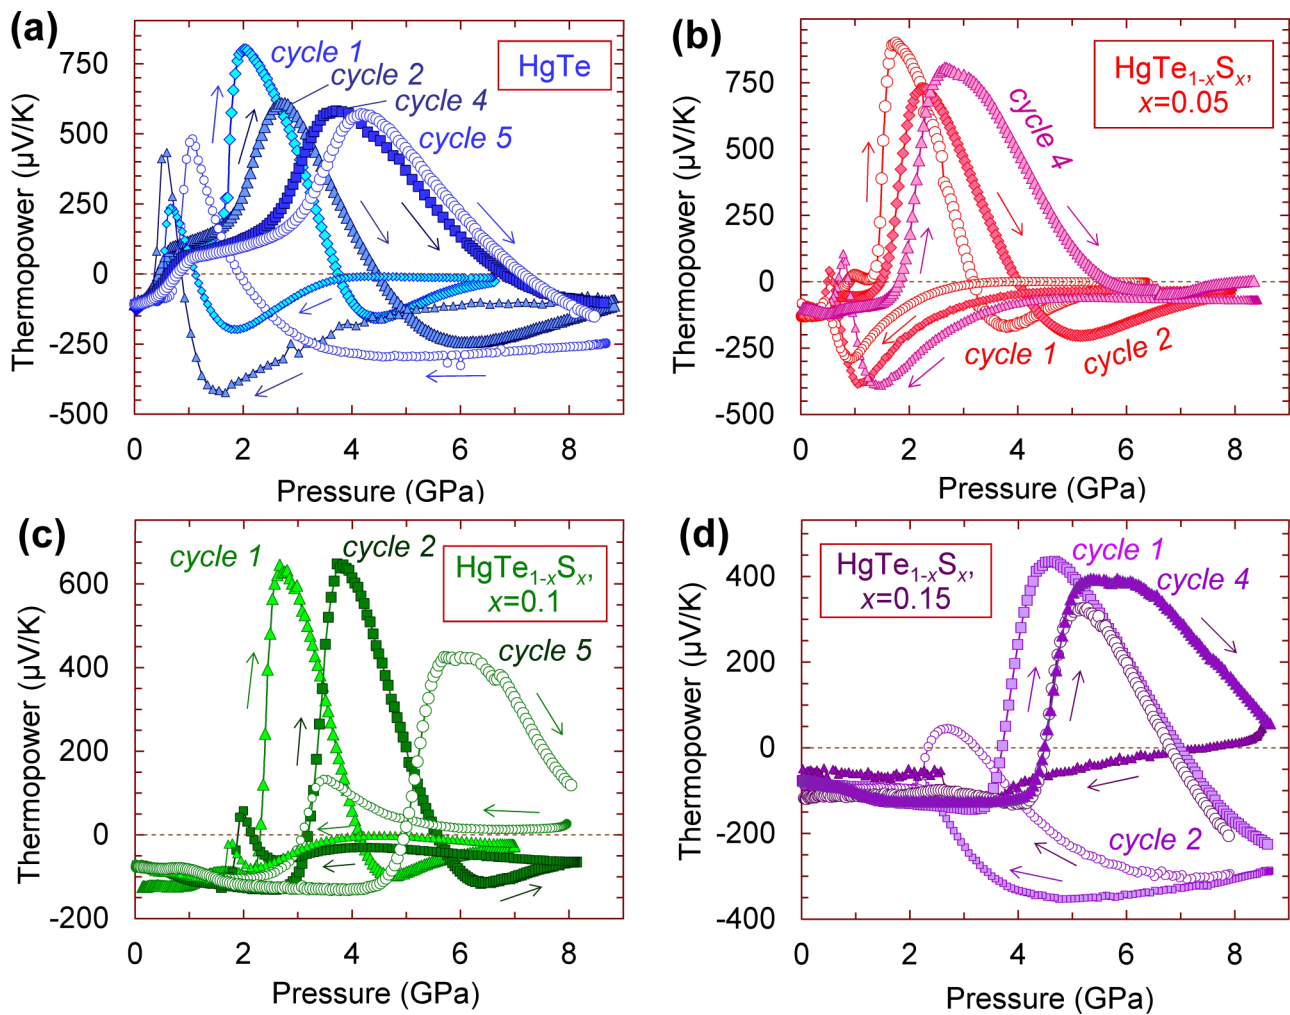 (a)
Thermopower (µV/K)
750
500
250
0
-250
-500
cycle 1
cycle 2
cycle 4
cycle 5
HgTe
0 2 4 6 8
Pressure (GPa)
(b)
Thermopower (µV/K)
750
500
250
0
-250
-500
HgTe1-xSx,
x=0.05
cycle 4
cycle 1
cycle 2
0 2 4 6 8
Pressure (GPa)
(c)
Thermopower (µV/K)
600
400
200
0
-200
cycle 1
cycle 2
HgTe1-xSx,
x=0.1
cycle 5
0 2 4 6 8
Pressure (GPa)
(d)
Thermopower (µV/K)
400
200
0
-200
-400
HgTe1-xSx,
x=0.15
cycle 1
cycle 4
cycle 2
0 2 4 6 8
Pressure (GPa)